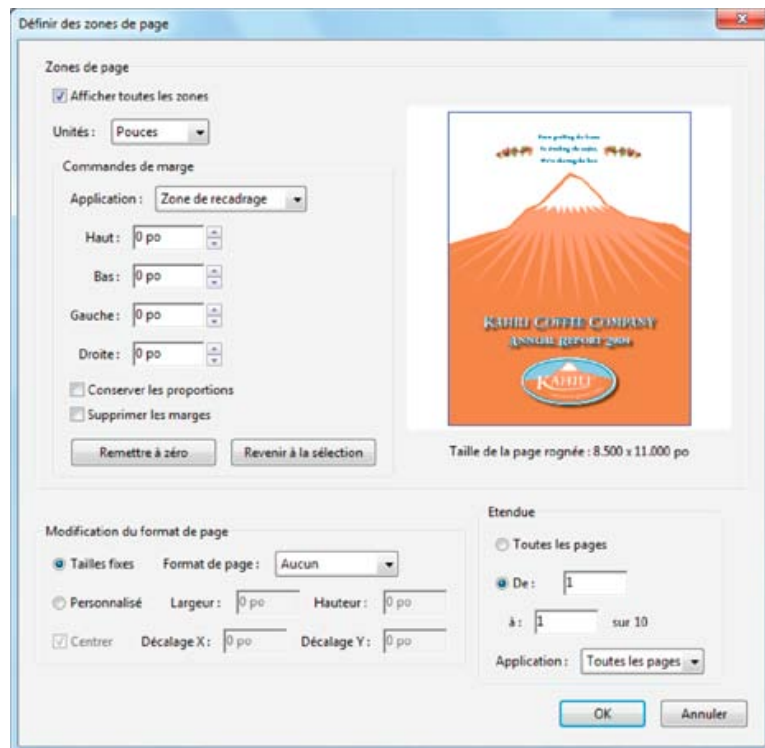 Définir des zones de page
Zones de page
Afficher toutes les zones
Unités : Pouces
Commandes de marge
Application : Zone de recadrage
Haut : 0 po
Bas : 0 po
Gauche : 0 po
Droite : 0 po
Conserver les proportions
Supprimer les marges
Remettre à zéro Revenir à la sélection
KAHILI COFFEE COMPANY
ANNUAL REPORT
KAHILI
Taille de la page rognée : 8.500 x 11.000 po
Modification du format de page
Tailles fixes Format de page : Aucun
Personnalisé Largeur : 0 po Hauteur : 0 po
Centrer Décalage X : 0 po Décalage Y : 0 po
Etendue
Toutes les pages
De : 1
à : 1 sur 10
Application : Toutes les pages
OK Annuler